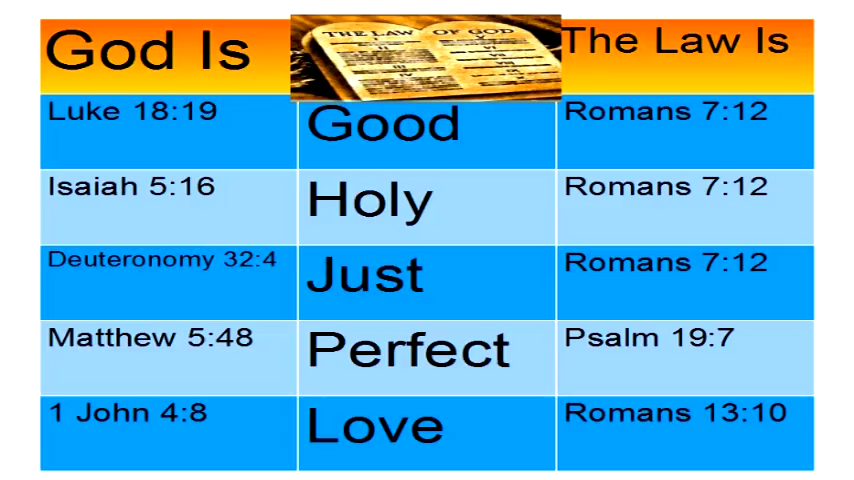 God Is
THE LAW OF GOD
The Law Is
Luke 18:19
Good
Romans 7:12
Isaiah 5:16
Holy
Romans 7:12
Deuteronomy 32:4
Just
Romans 7:12
Matthew 5:48
Perfect
Psalm 19:7
1 John 4:8
Love
Romans 13:10